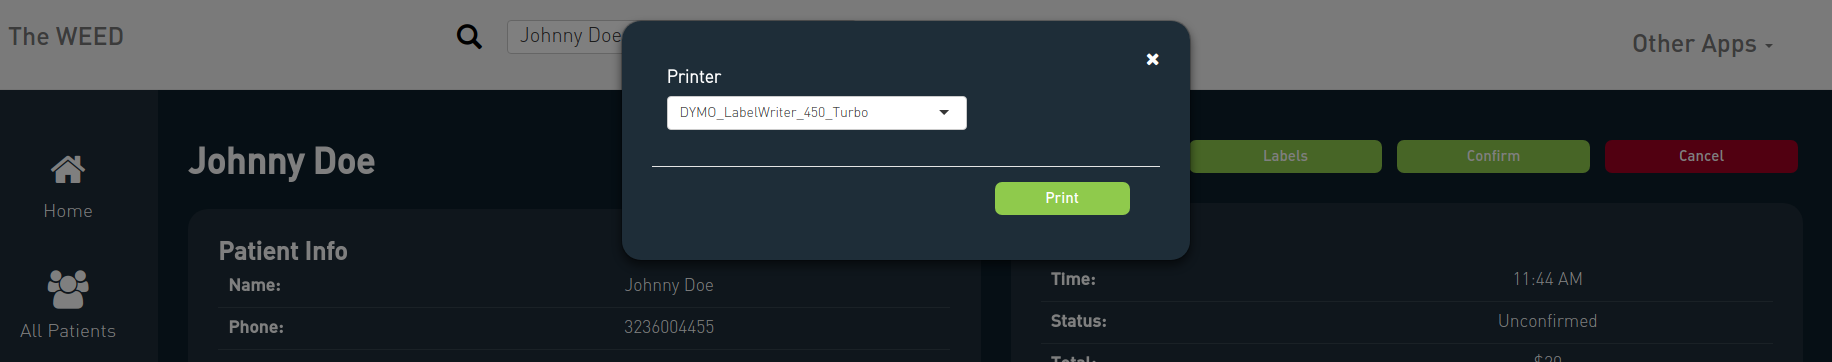 The WEED
Johnny Doe
Other Apps
Printer
DYMO_LabelWriter_450_Turbo
Print
Home
All Patients
Johnny Doe
Labels
Confirm
Cancel
Patient Info
Name: Johnny Doe
Phone: 3236004455
Time: 11:44 AM
Status: Unconfirmed
Total: